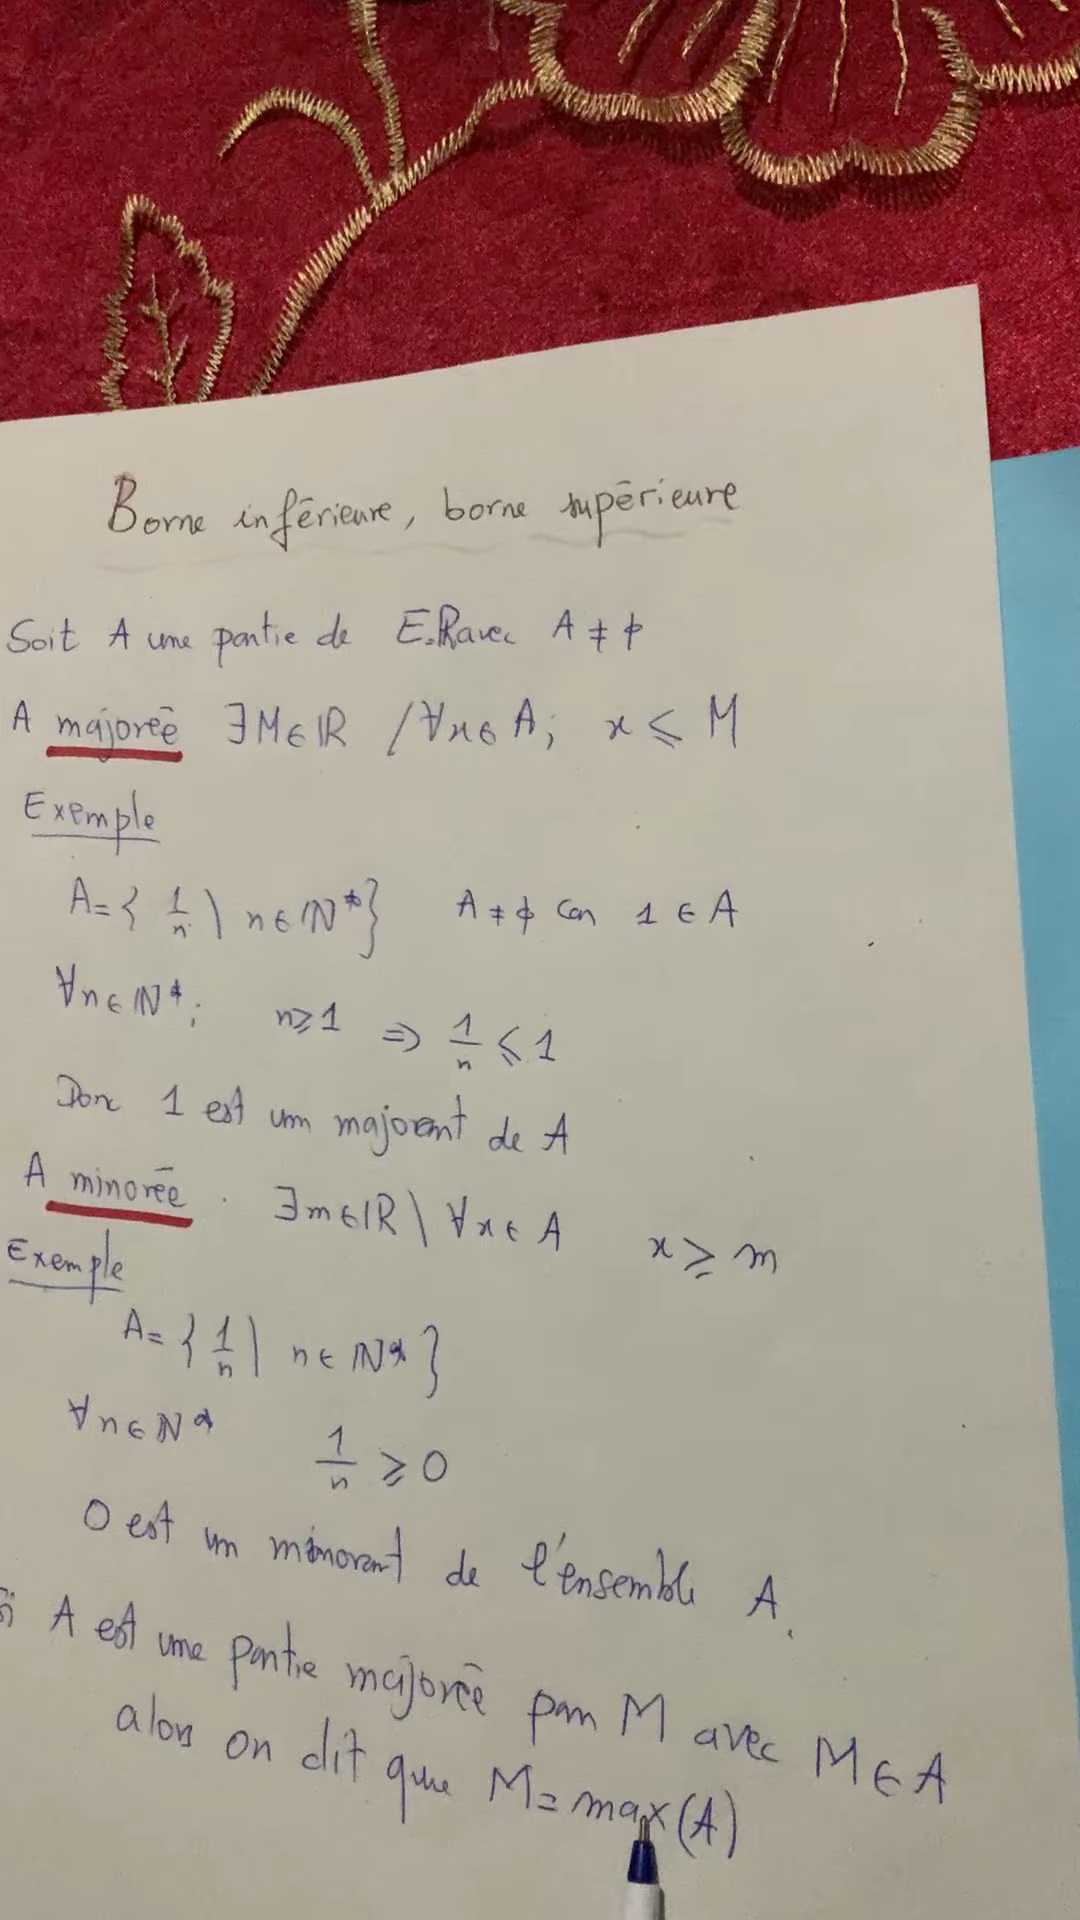 Borne inférieure, borne supérieure
Soit A une partie de E.R avec A ≠ ϕ
A majorée ∃M∈ℝ /∀x∈A; x ⩽ M
Exemple
A={ 1/n \ n∈ℕ*} A≠ϕ car 1∈A
∀n∈ℕ*; n⩾1 ⇒ 1/n ⩽ 1
Donc 1 est un majorant de A
A minorée . ∃m∈ℝ \ ∀x∈A x ⩾ m
Exemple
A= {1/n \ n∈ℕ* }
∀n∈ℕ* 1/n ⩾ 0
0 est un minorant de l'ensemble A.
Si A est une partie majorée par M avec M∈A
alors on dit que M=max(A)